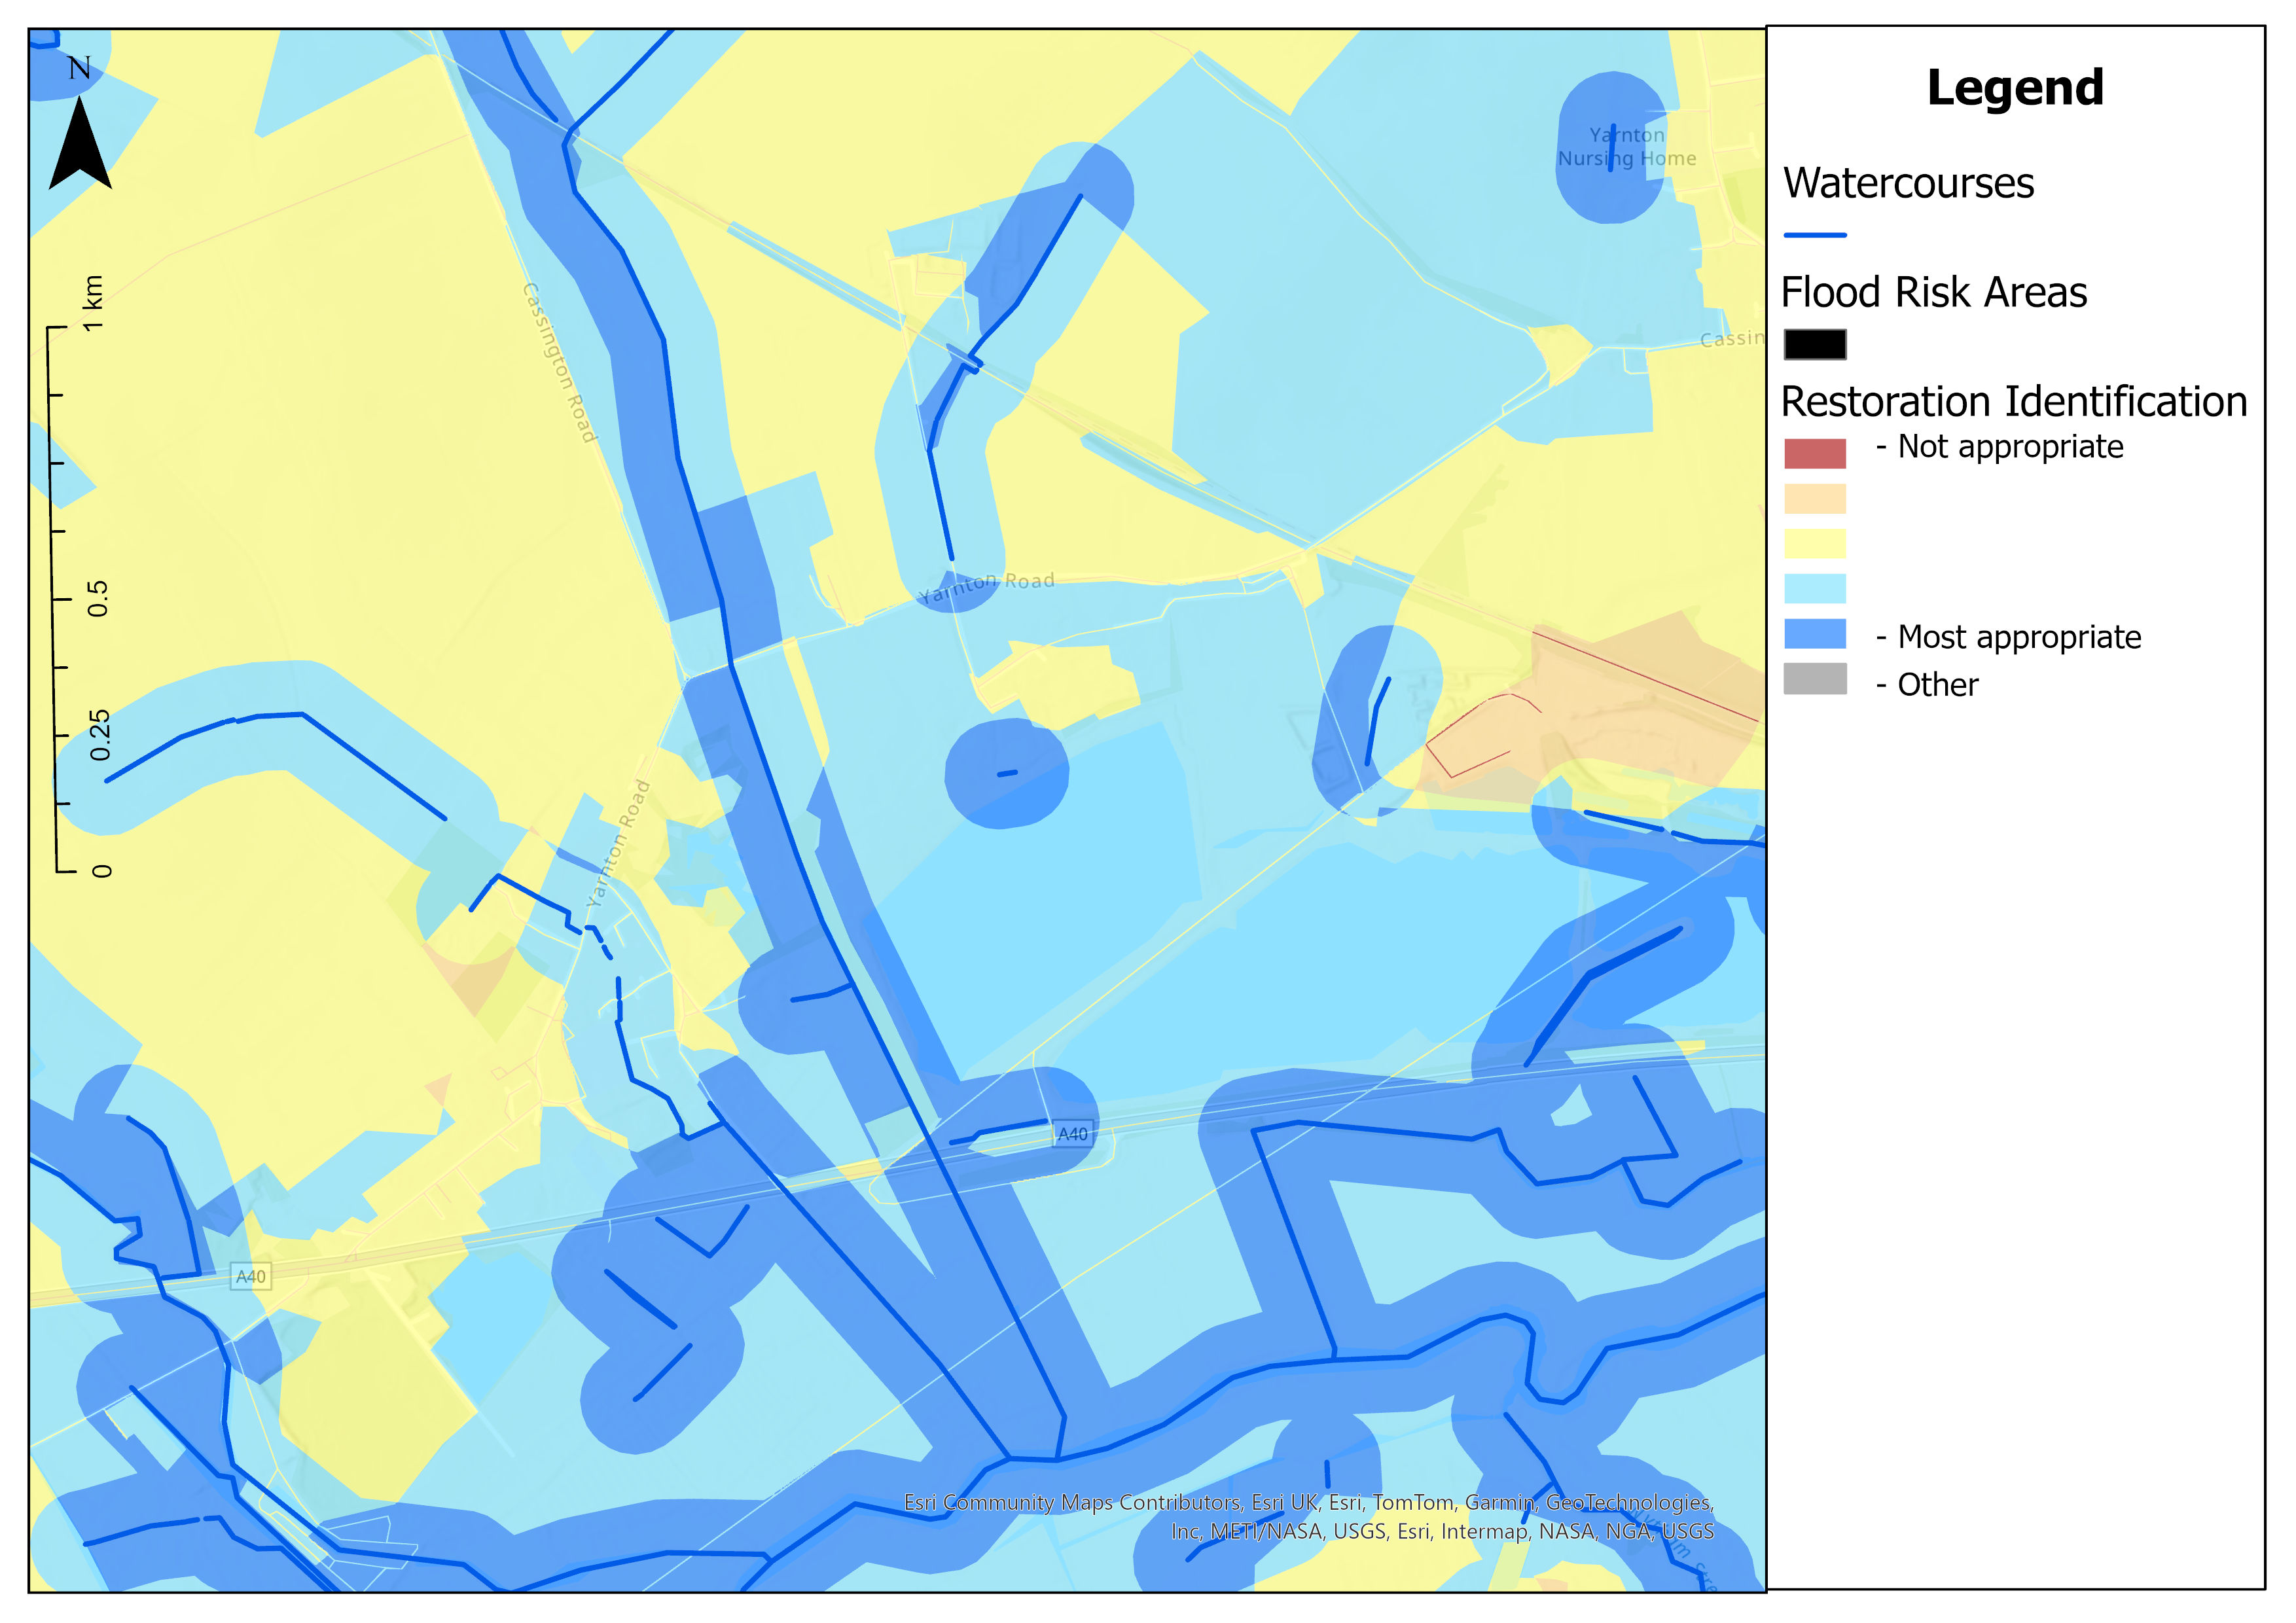 N
Yarnton
Nursing Home
1 km
Cassington Road
Cassin
0.5
Yarnton Road
0.25
Yarnton Road
0
A40
A40
Esri Community Maps Contributors, Esri UK, Esri, TomTom, Garmin, GeoTechnologies,
Inc, METI/NASA, USGS, Esri, Intermap, NASA, NGA, USGS
Legend
Watercourses
Flood Risk Areas
Restoration Identification
- Not appropriate
- Most appropriate
- Other